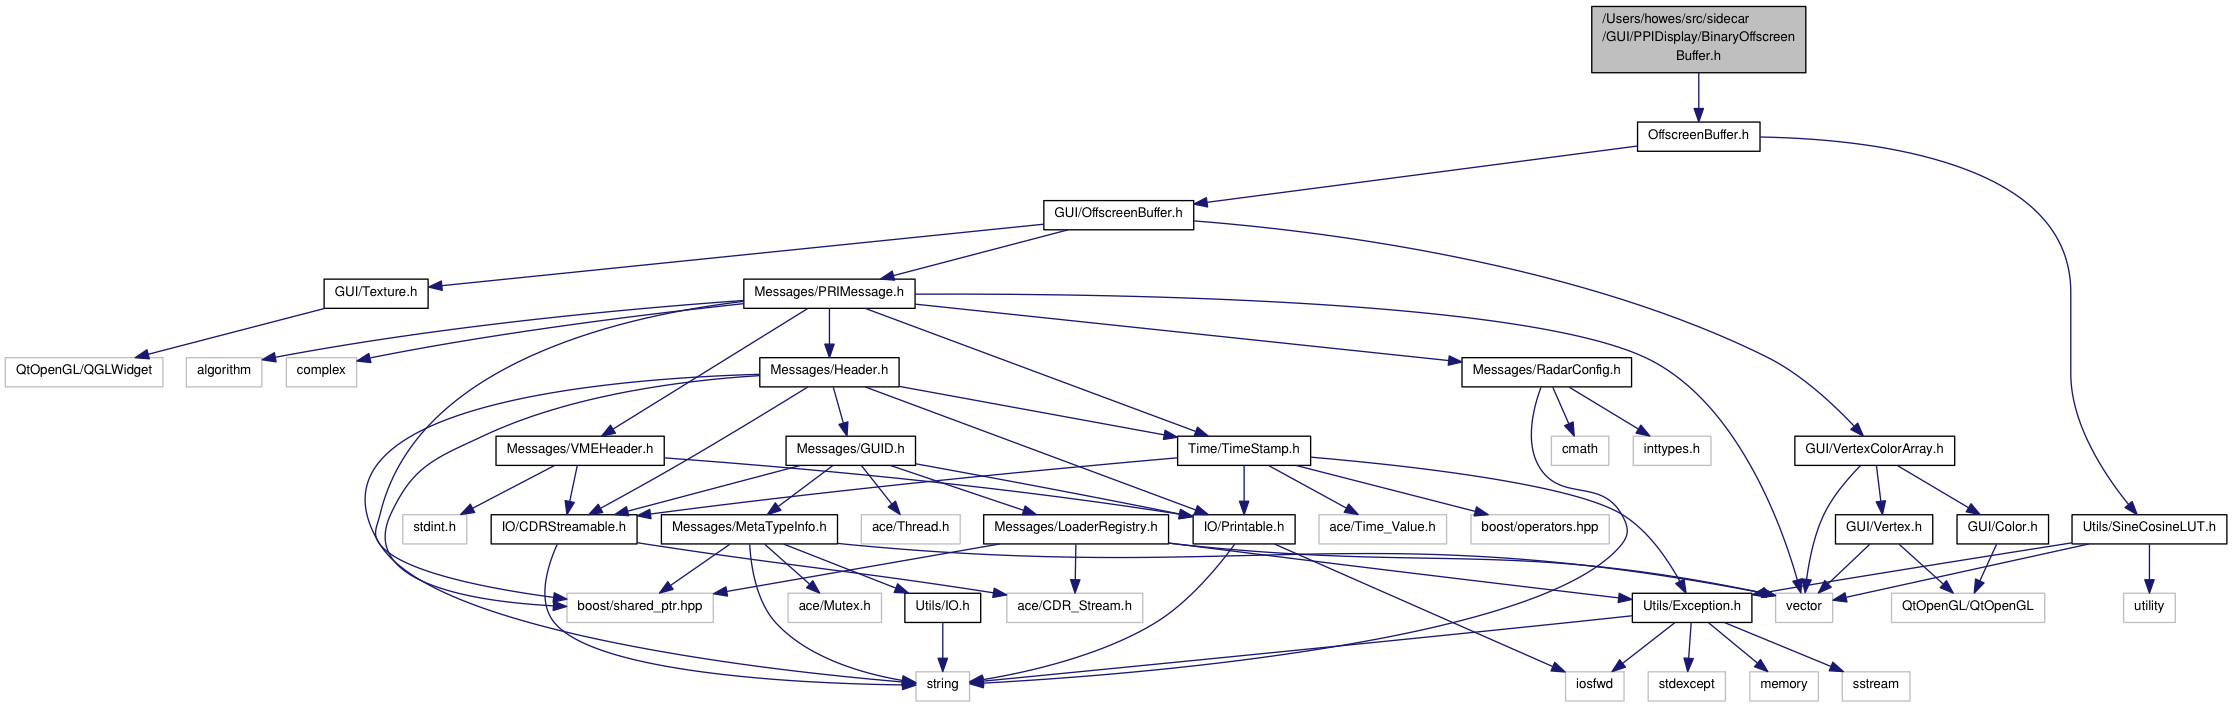 /Users/howes/src/sidecar
/GUI/PPIDisplay/BinaryOffscreen
Buffer.h
OffscreenBuffer.h
GUI/OffscreenBuffer.h
GUI/Texture.h
Messages/PRIMessage.h
QtOpenGL/QGLWidget
algorithm
complex
Messages/Header.h
Messages/RadarConfig.h
Messages/VMEHeader.h
Messages/GUID.h
Time/TimeStamp.h
cmath
inttypes.h
GUI/VertexColorArray.h
stdint.h
IO/CDRStreamable.h
Messages/MetaTypeInfo.h
ace/Thread.h
Messages/LoaderRegistry.h
IO/Printable.h
ace/Time_Value.h
boost/operators.hpp
GUI/Vertex.h
GUI/Color.h
Utils/SineCosineLUT.h
boost/shared_ptr.hpp
ace/Mutex.h
Utils/IO.h
ace/CDR_Stream.h
Utils/Exception.h
vector
QtOpenGL/QtOpenGL
utility
string
iosfwd
stdexcept
memory
sstream